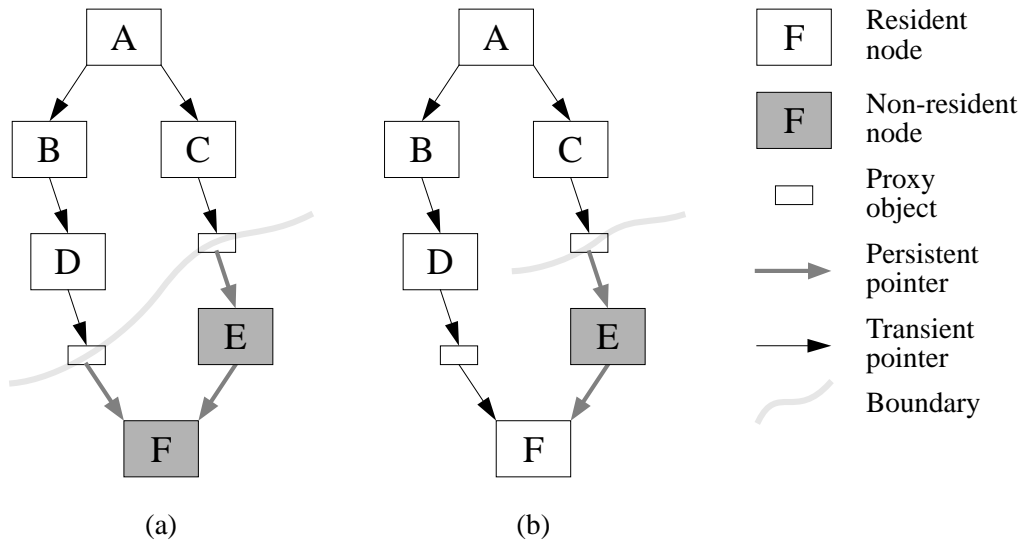 A
B
C
D
E
F
(a)
A
B
C
D
E
F
(b)
F
Resident
node
F
Non-resident
node
Proxy
object
Persistent
pointer
Transient
pointer
Boundary